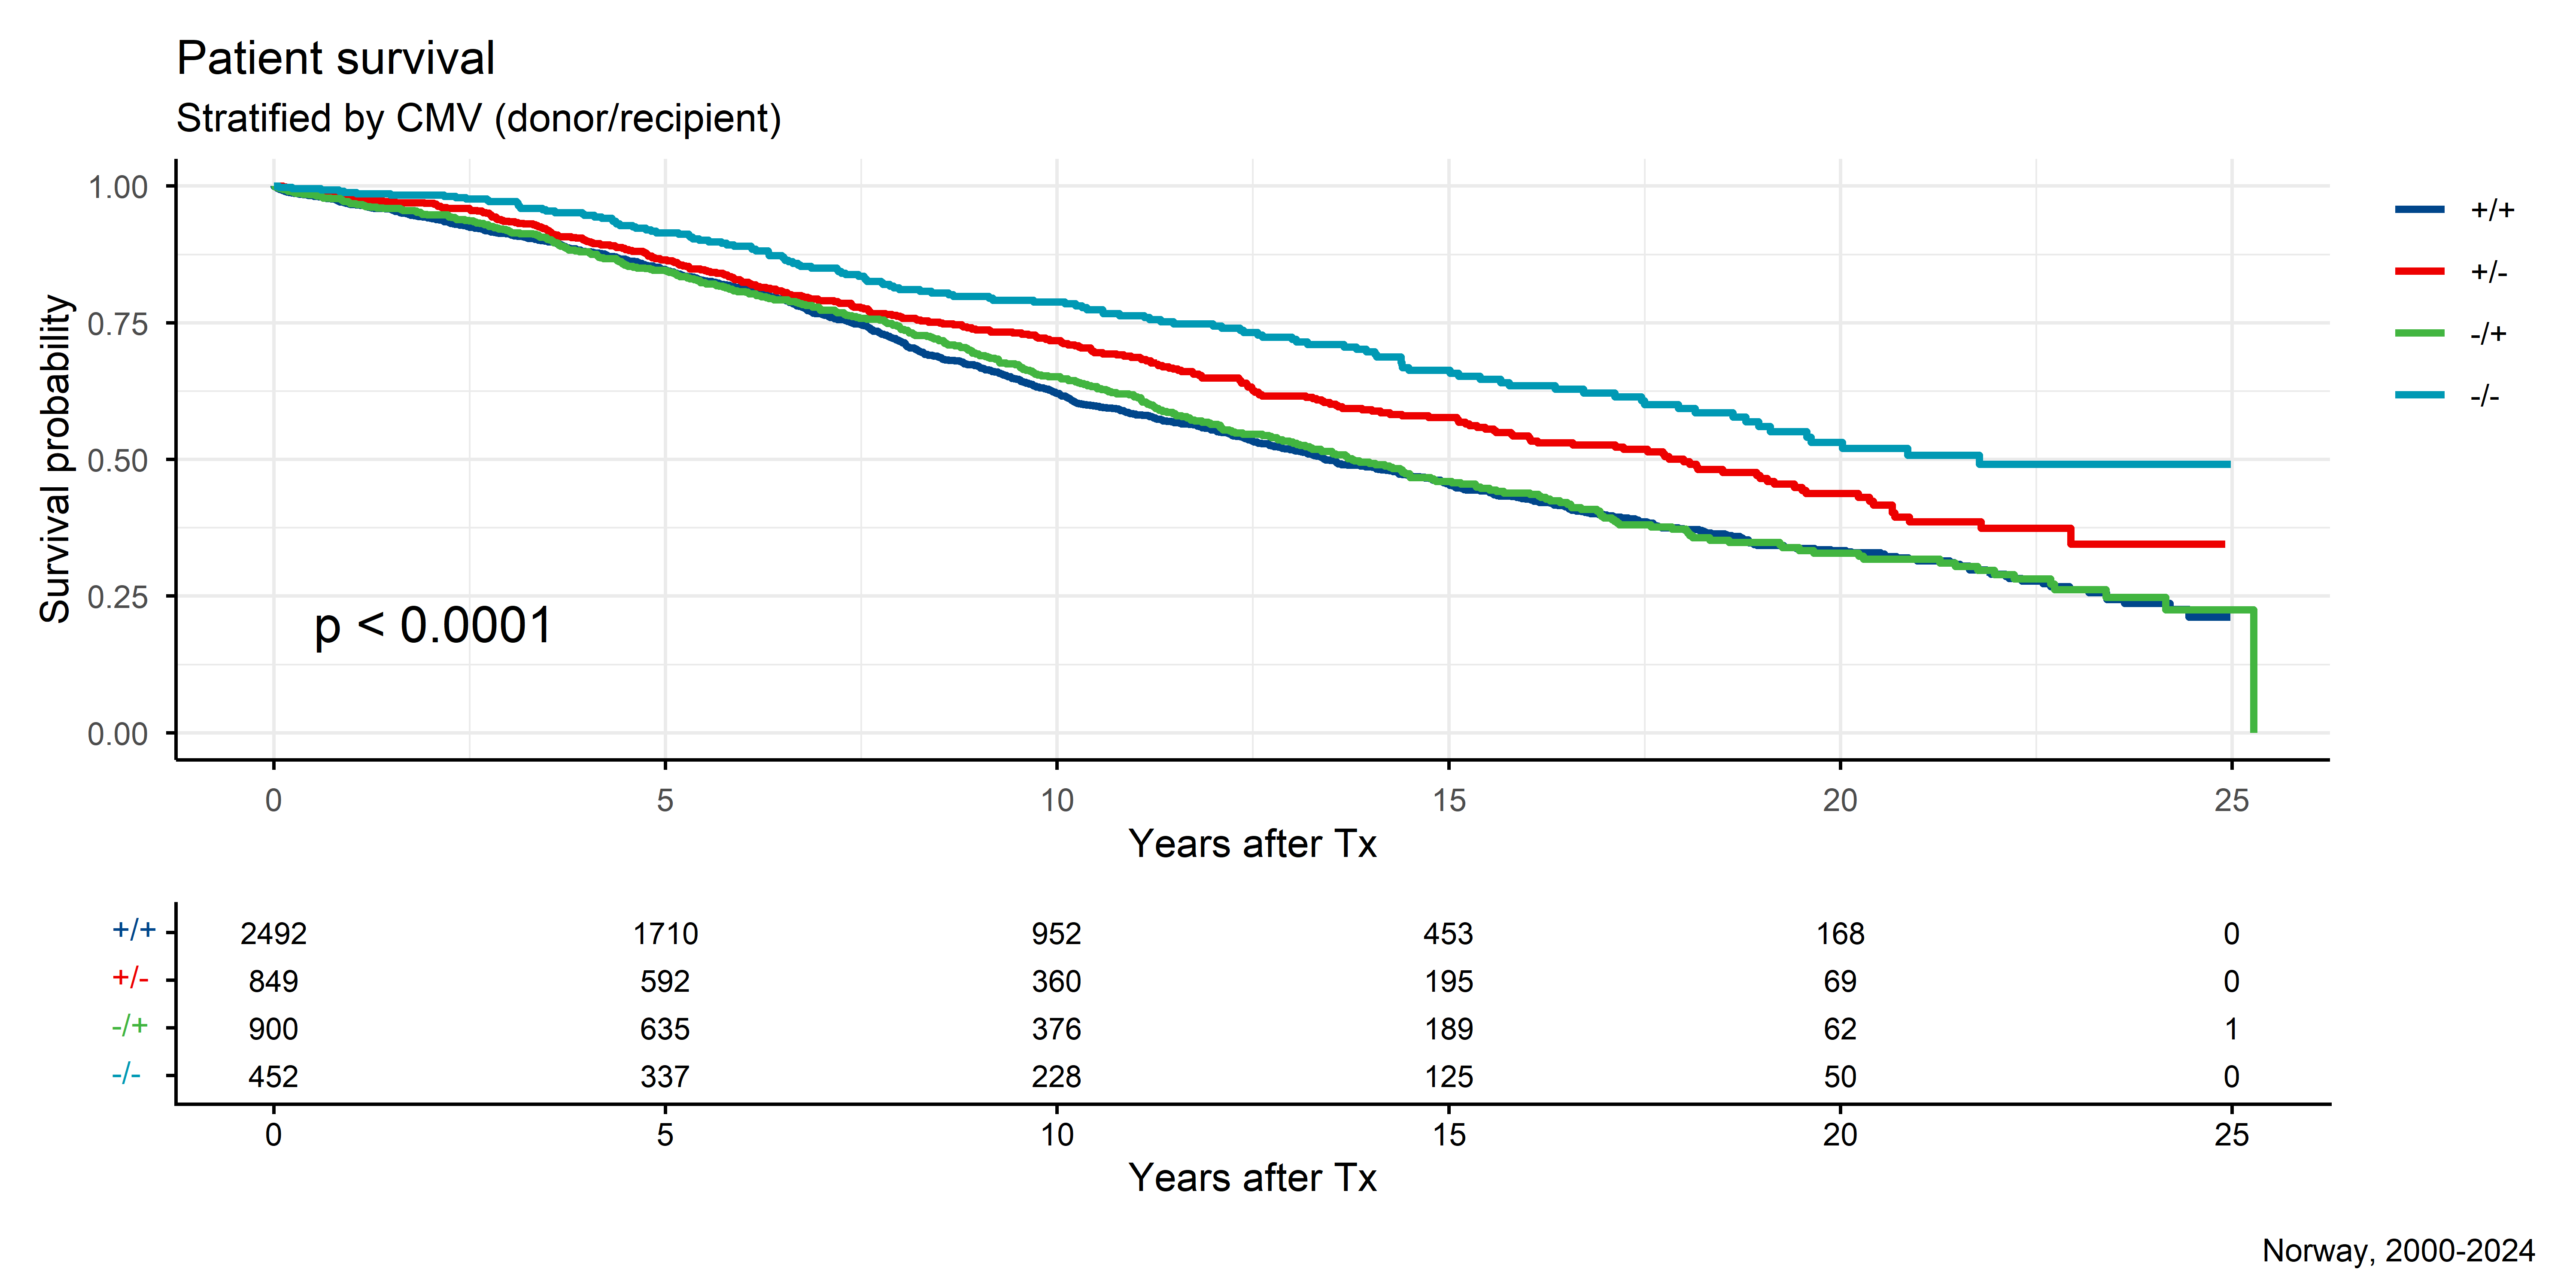 Patient survival
Stratified by CMV (donor/recipient)
Survival probability
1.00
0.75
0.50
0.25
0.00
p < 0.0001
+/+
+/-
-/+
-/-
0 5 10 15 20 25
Years after Tx
+/+ 2492 1710 952 453 168 0
+/- 849 592 360 195 69 0
-/+ 900 635 376 189 62 1
-/- 452 337 228 125 50 0
0 5 10 15 20 25
Years after Tx
Norway, 2000-2024